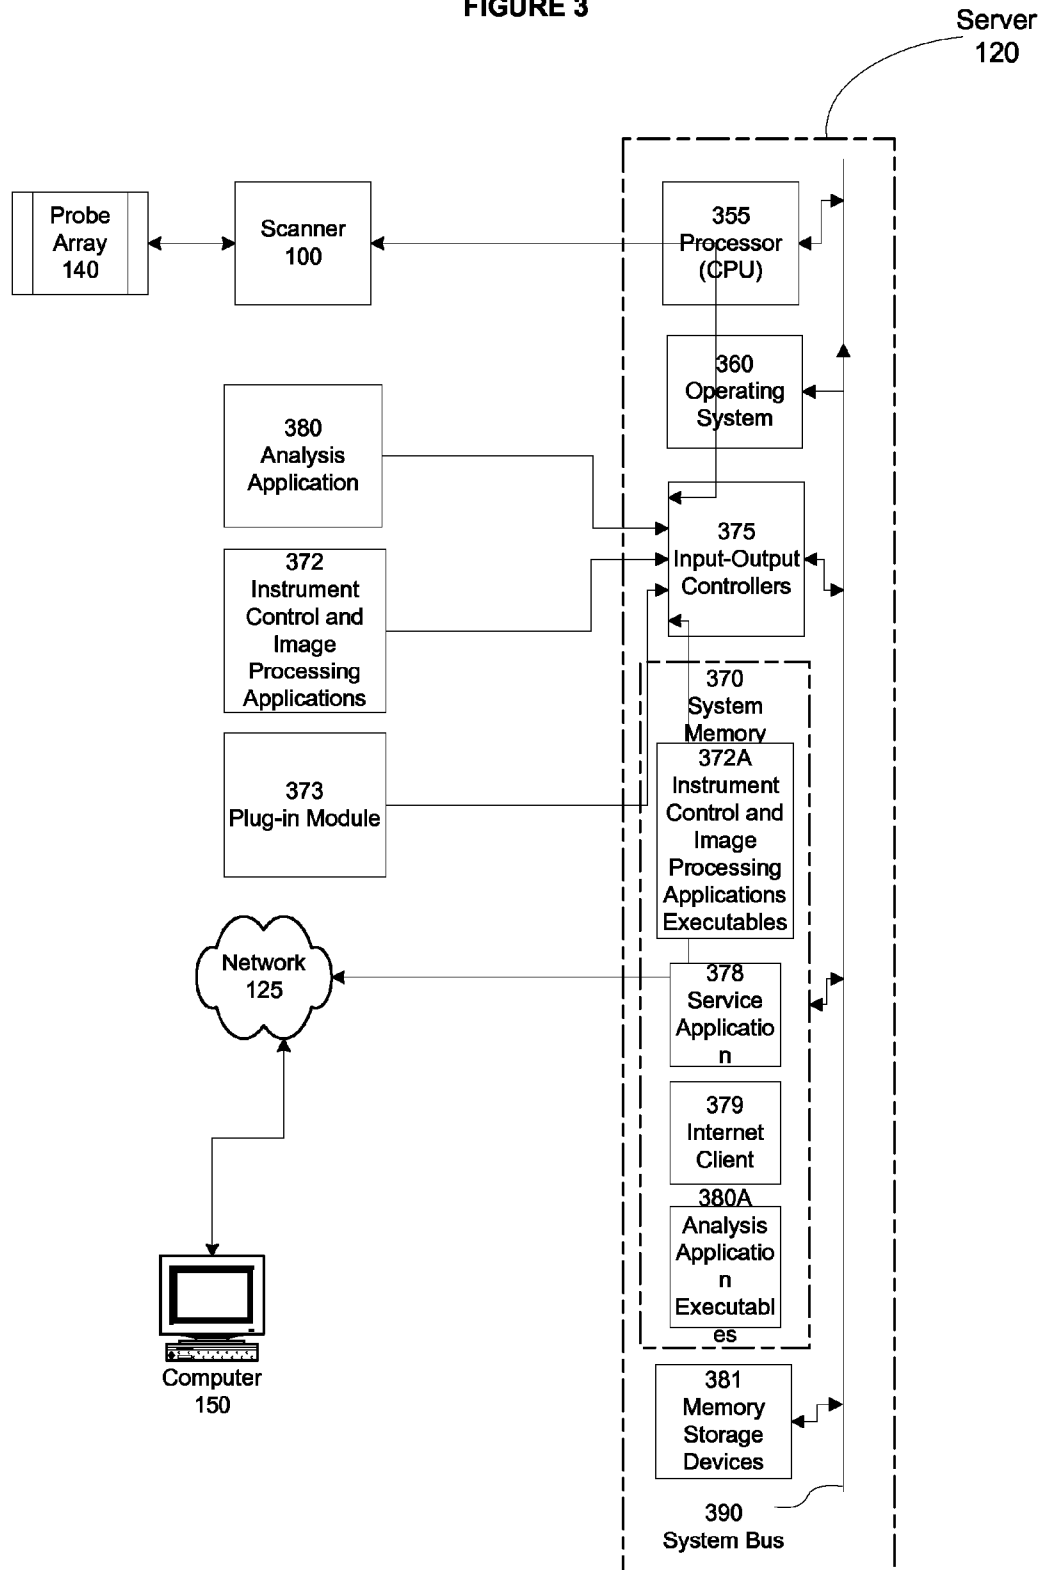 FIGURE 3
Server
120
Probe
Array
140
Scanner
100
355
Processor
(CPU)
360
Operating
System
380
Analysis
Application
375
Input-Output
Controllers
372
Instrument
Control and
Image
Processing
Applications
370
System
Memory
373
Plug-in Module
372A
Instrument
Control and
Image
Processing
Applications
Executables
Network
125
378
Service
Applicatio
n
379
Internet
Client
380A
Analysis
Applicatio
n
Executabl
es
Computer
150
381
Memory
Storage
Devices
390
System Bus